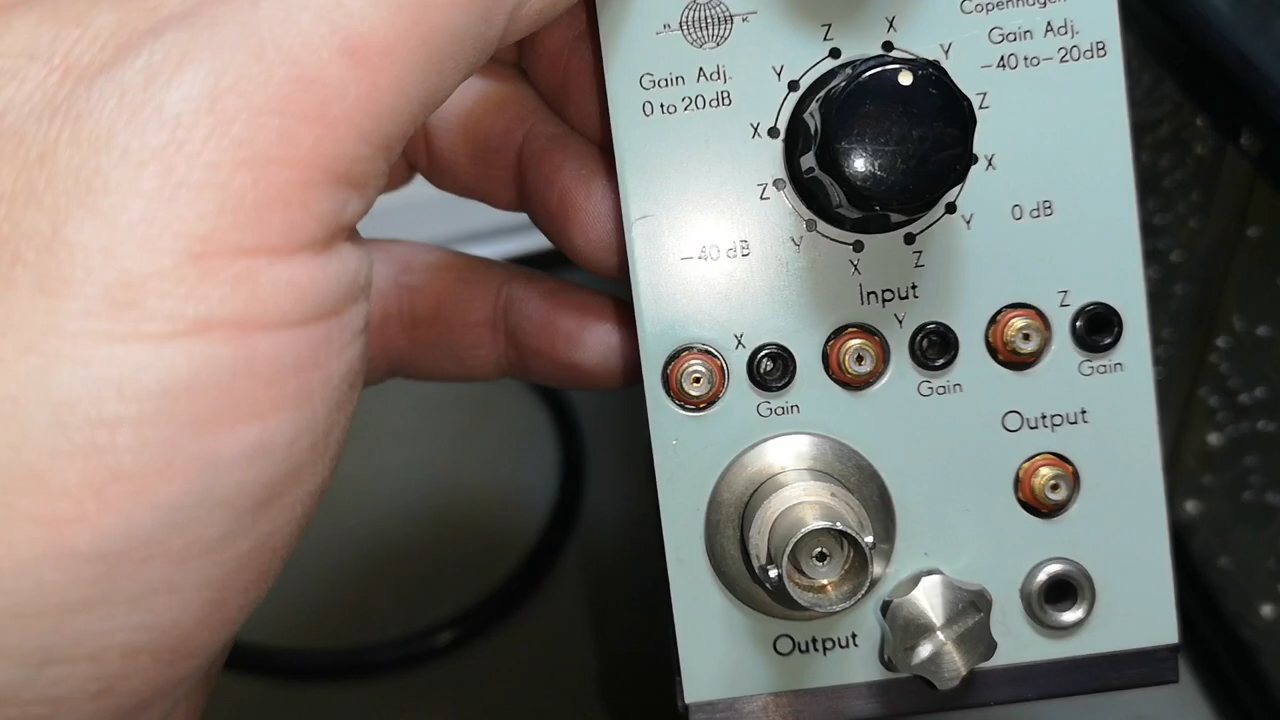 B K
Copenhagen
Gain Adj.
-40 to -20dB
Gain Adj.
0 to 20dB
Z X
Y Y
X Z
Z X
Y Y
X Z
-40 dB
0 dB
Input
X Y Z
Gain Gain Gain
Output
Output